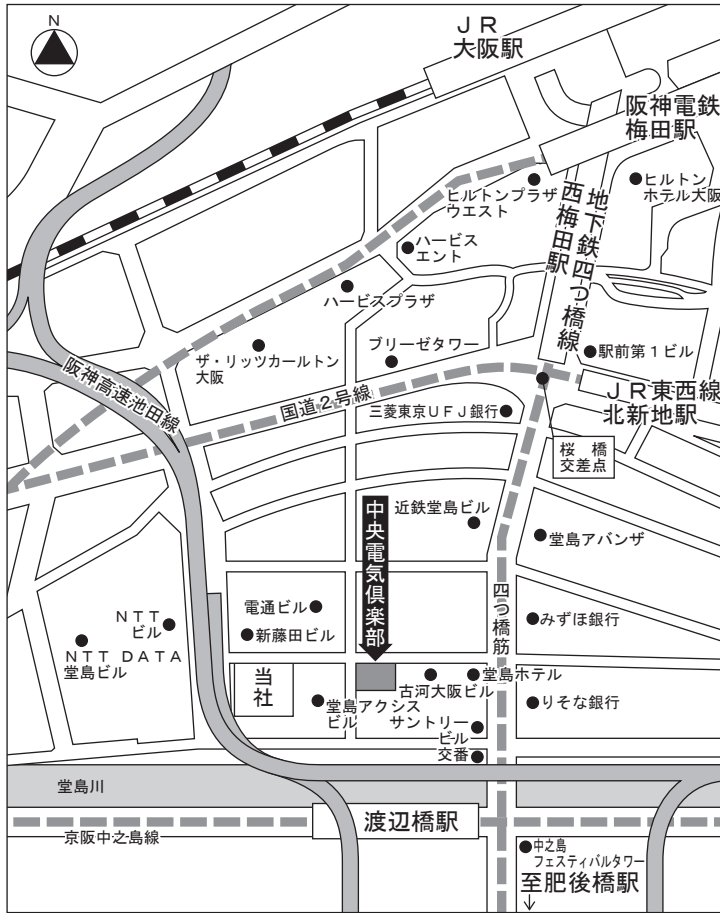 N
ＪＲ
大阪駅
阪神電鉄
梅田駅
ヒルトンプラザ
ウエスト
ヒルトン
ホテル大阪
地下鉄四つ橋線
西梅田駅
ハービス
エント
ハービスプラザ
ザ・リッツカールトン
大阪
ブリーゼタワー
駅前第１ビル
阪神高速池田線
国道２号線
三菱東京ＵＦＪ銀行
ＪＲ東西線
北新地駅
桜 橋
交差点
中央電気倶楽部
近鉄堂島ビル
堂島アバンザ
四つ橋筋
電通ビル
新藤田ビル
ＮＴＴ
ビル
ＮＴＴ ＤＡＴＡ
堂島ビル
みずほ銀行
当社
堂島アクシス
ビル
古河大阪ビル
堂島ホテル
サントリー
ビル
りそな銀行
交番
堂島川
渡辺橋駅
京阪中之島線
中之島
フェスティバルタワー
至肥後橋駅
↓